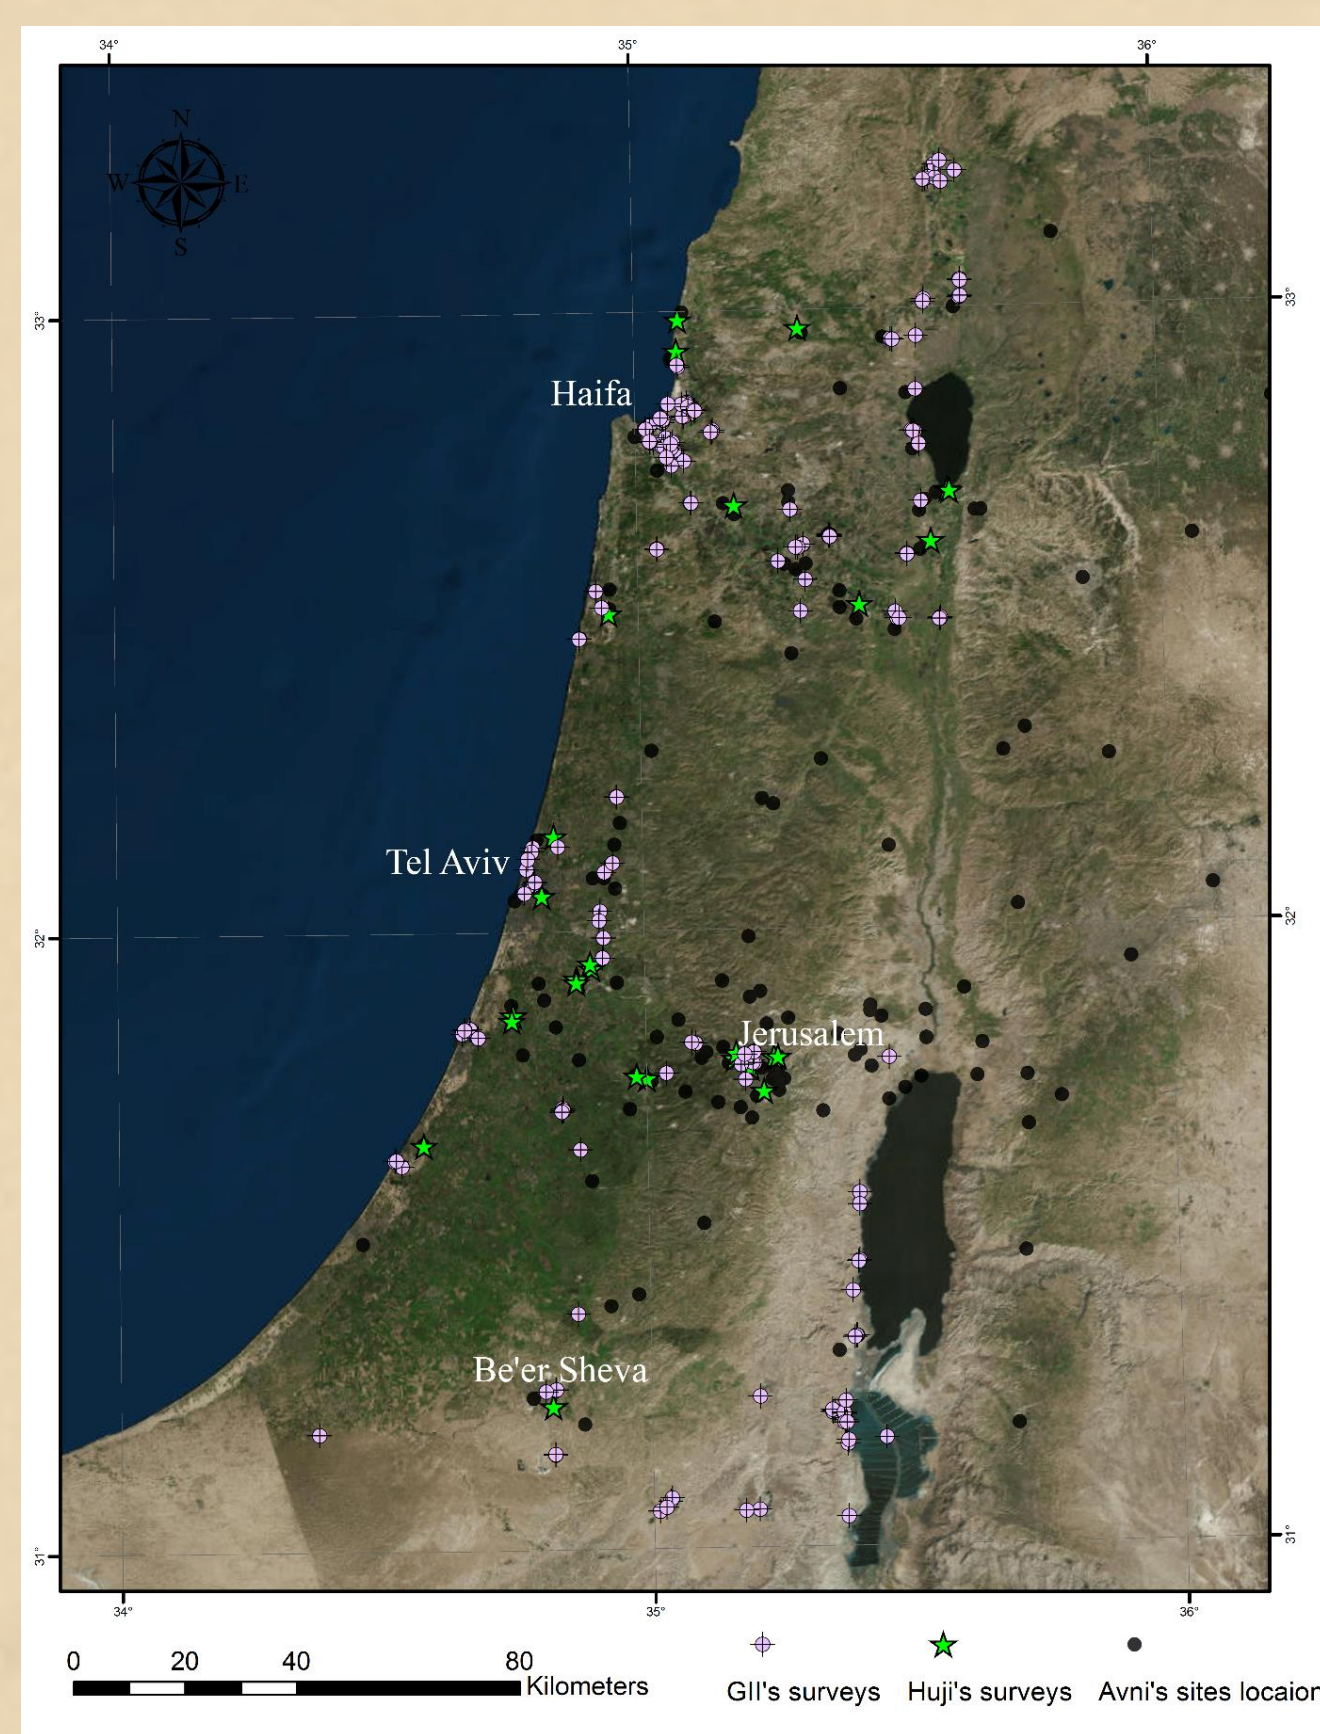 34° 35° 36°
N
W E
S
33° 33°
Haifa
Tel Aviv
32° 32°
Jerusalem
Be'er Sheva
31° 31°
34° 35° 36°
0 20 40 80
Kilometers
GII's surveys Huji's surveys Avni's sites locaion